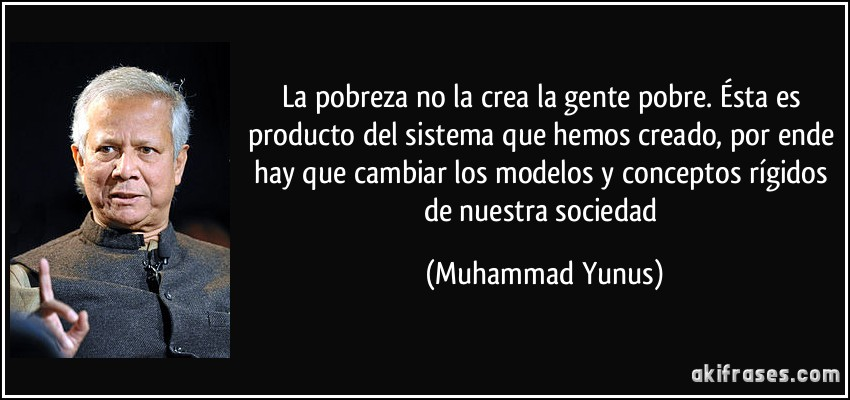 La pobreza no la crea la gente pobre. Ésta es
producto del sistema que hemos creado, por ende
hay que cambiar los modelos y conceptos rígidos
de nuestra sociedad
(Muhammad Yunus)
akifrases.com